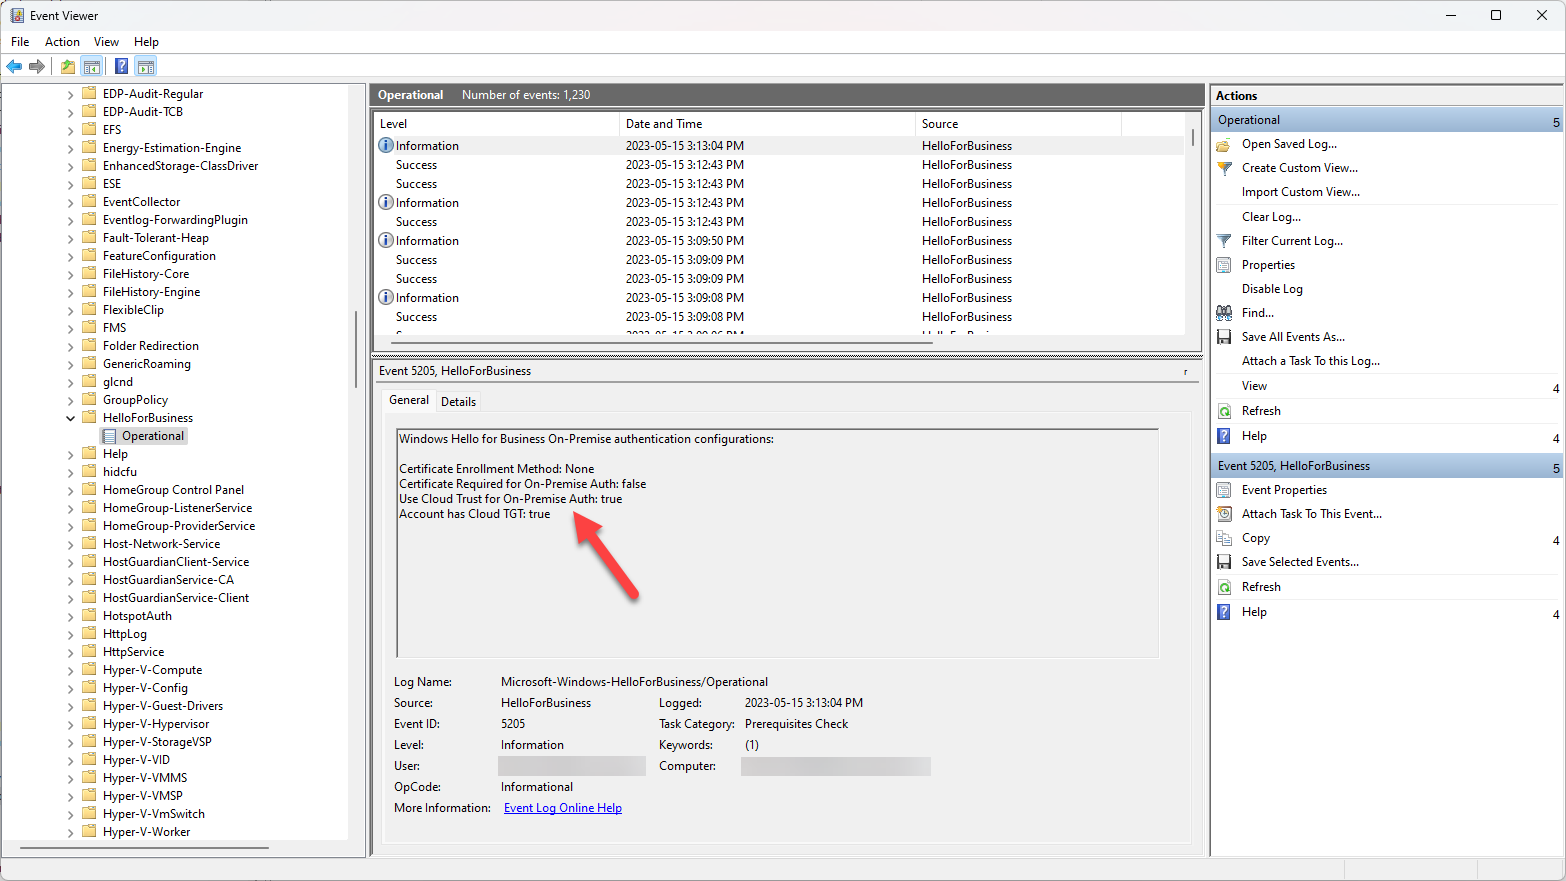 Event Viewer
File Action View Help
EDP-Audit-Regular
EDP-Audit-TCB
EFS
Energy-Estimation-Engine
EnhancedStorage-ClassDriver
ESE
EventCollector
Eventlog-ForwardingPlugin
Fault-Tolerant-Heap
FeatureConfiguration
FileHistory-Core
FileHistory-Engine
FlexibleClip
FMS
Folder Redirection
GenericRoaming
glcnd
GroupPolicy
HelloForBusiness
Operational
Help
hidcfu
HomeGroup Control Panel
HomeGroup-ListenerService
HomeGroup-ProviderService
Host-Network-Service
HostGuardianClient-Service
HostGuardianService-CA
HostGuardianService-Client
HotspotAuth
HttpLog
HttpService
Hyper-V-Compute
Hyper-V-Config
Hyper-V-Guest-Drivers
Hyper-V-Hypervisor
Hyper-V-StorageVSP
Hyper-V-VID
Hyper-V-VMMS
Hyper-V-VMSP
Hyper-V-VmSwitch
Hyper-V-Worker
Operational Number of events: 1,230
Level Date and Time Source
Information 2023-05-15 3:13:04 PM HelloForBusiness
Success 2023-05-15 3:12:43 PM HelloForBusiness
Success 2023-05-15 3:12:43 PM HelloForBusiness
Information 2023-05-15 3:12:43 PM HelloForBusiness
Success 2023-05-15 3:12:43 PM HelloForBusiness
Information 2023-05-15 3:09:50 PM HelloForBusiness
Success 2023-05-15 3:09:09 PM HelloForBusiness
Success 2023-05-15 3:09:09 PM HelloForBusiness
Information 2023-05-15 3:09:08 PM HelloForBusiness
Success 2023-05-15 3:09:08 PM HelloForBusiness
Event 5205, HelloForBusiness r
General Details
Windows Hello for Business On-Premise authentication configurations:
Certificate Enrollment Method: None
Certificate Required for On-Premise Auth: false
Use Cloud Trust for On-Premise Auth: true
Account has Cloud TGT: true
Log Name: Microsoft-Windows-HelloForBusiness/Operational
Source: HelloForBusiness Logged: 2023-05-15 3:13:04 PM
Event ID: 5205 Task Category: Prerequisites Check
Level: Information Keywords: (1)
User: Computer:
OpCode: Informational
More Information: Event Log Online Help
Actions
Operational 5
Open Saved Log...
Create Custom View...
Import Custom View...
Clear Log...
Filter Current Log...
Properties
Disable Log
Find...
Save All Events As...
Attach a Task To this Log...
View 4
Refresh
Help 4
Event 5205, HelloForBusiness 5
Event Properties
Attach Task To This Event...
Copy 4
Save Selected Events...
Refresh
Help 4